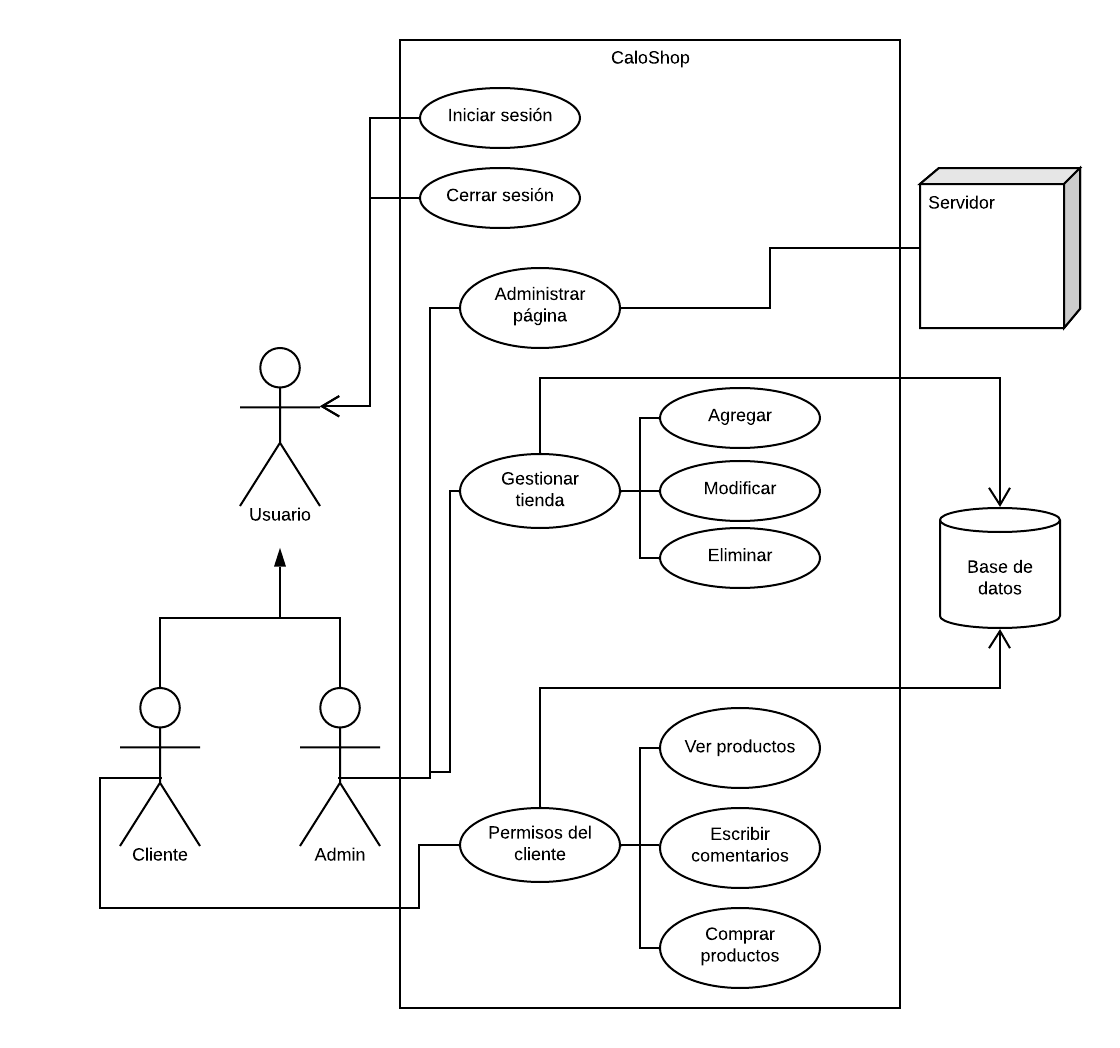 CaloShop
Iniciar sesión
Cerrar sesión
Servidor
Administrar
página
Agregar
Gestionar
tienda
Modificar
Usuario
Eliminar
Base de
datos
Ver productos
Permisos del
cliente
Escribir
comentarios
Cliente
Admin
Comprar
productos